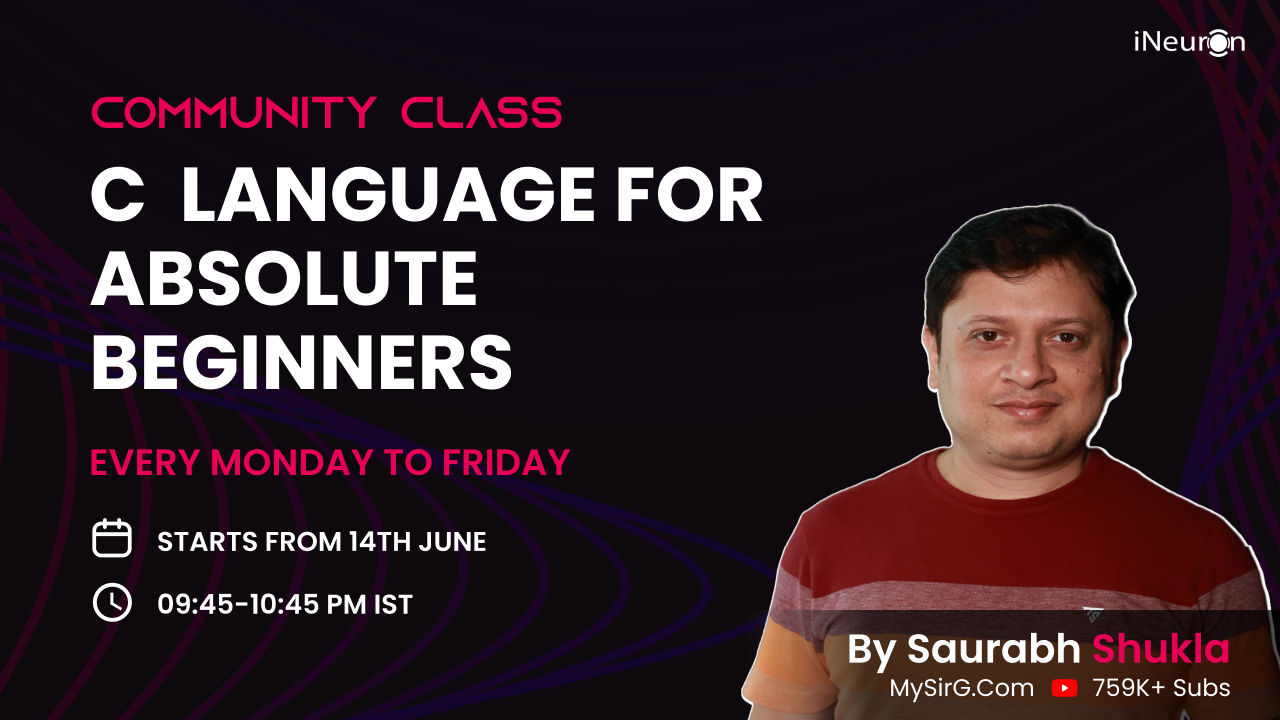 iNeuron
COMMUNITY CLASS
C LANGUAGE FOR
ABSOLUTE
BEGINNERS
EVERY MONDAY TO FRIDAY
STARTS FROM 14TH JUNE
09:45-10:45 PM IST
By Saurabh Shukla
MySirG.Com 759K+ Subs